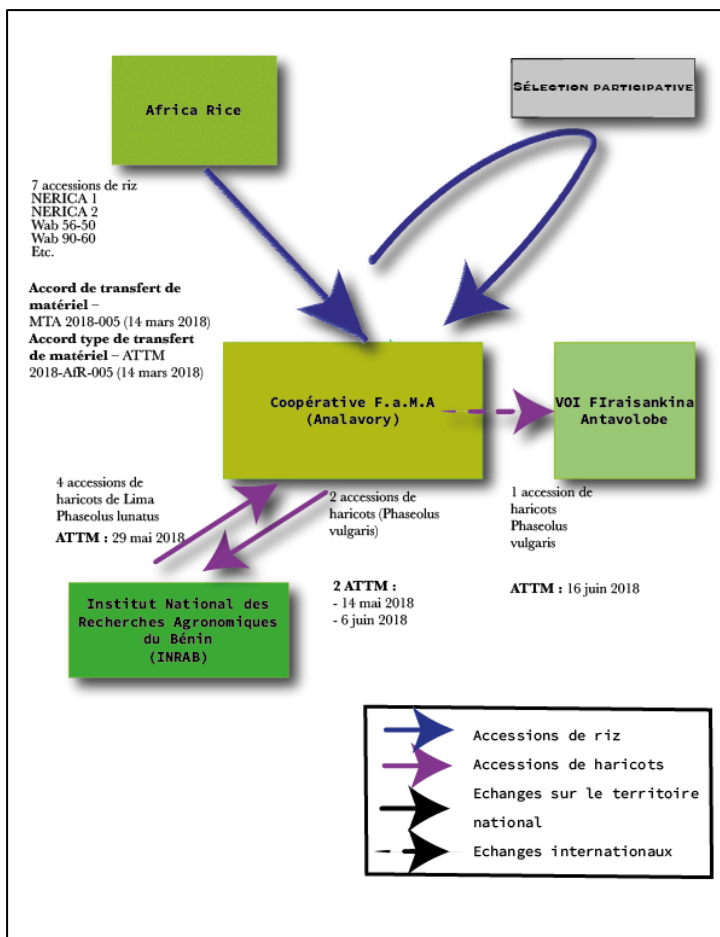 Africa Rice
SÉLECTION PARTICIPATIVE
7 accessions de riz
NERICA 1
NERICA 2
Wab 56-50
Wab 90-60
Etc.
Accord de transfert de
matériel –
MTA 2018-005 (14 mars 2018)
Accord type de transfert
de matériel – ATTM
2018-AfR-005 (14 mars 2018)
Coopérative F.a.M.A
(Analavory)
VOI FIraisankina
Antavolobe
4 accessions de
haricots de Lima
Phaseolus lunatus
ATTM : 29 mai 2018
2 accessions de
haricots (Phaseolus
vulgaris)
2 ATTM :
- 14 mai 2018
- 6 juin 2018
1 accession de
haricots
Phaseolus
vulgaris
ATTM : 16 juin 2018
Institut National des
Recherches Agronomiques
du Bénin
(INRAB)
Accessions de riz
Accessions de haricots
Echanges sur le territoire
national
Echanges internationaux